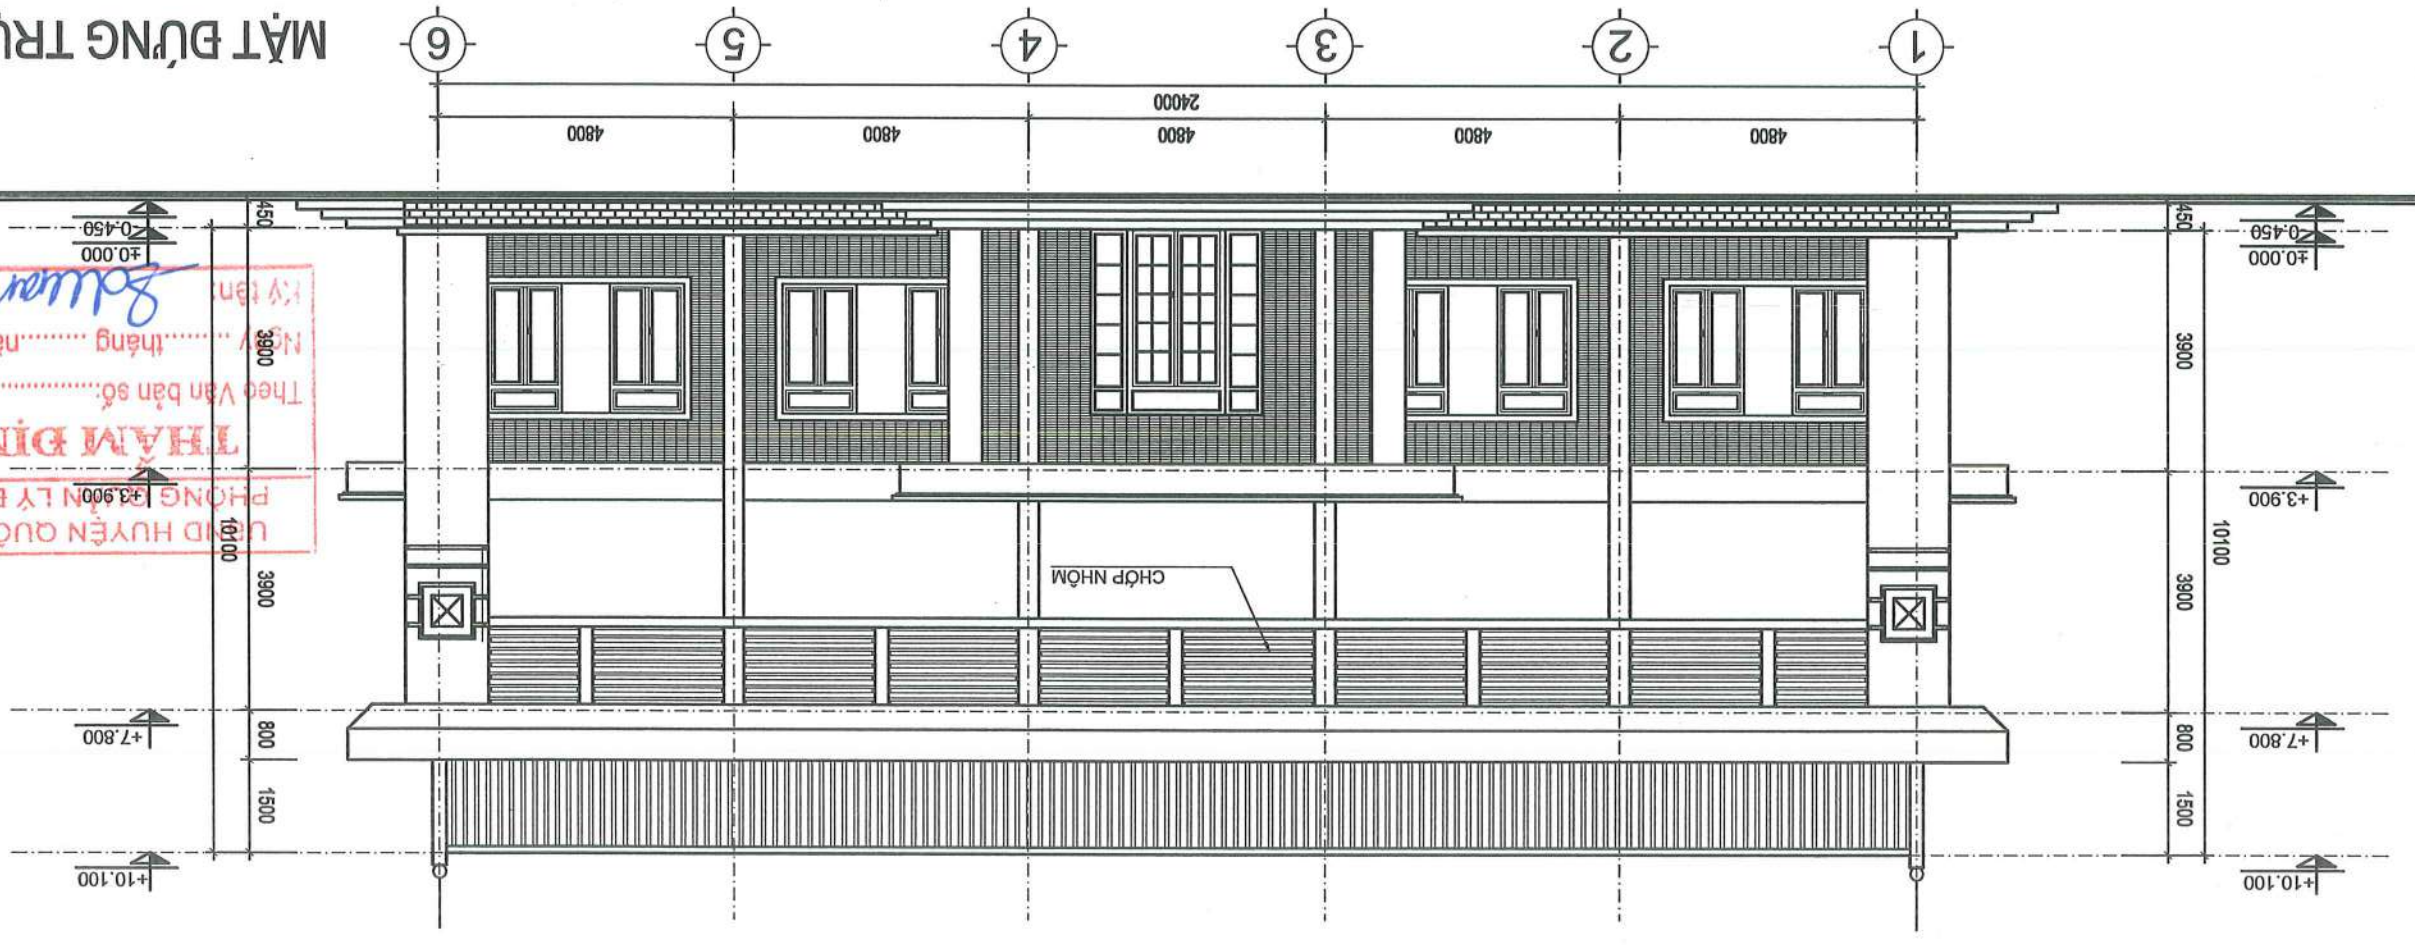 +10.100
+10.100
1500
1500
+7.800
+7.800
800
800
CHỚP NHÔM
3900
3900
10100
10100
UBND HUYỆN QUỐ
PHÒNG QUẢN LÝ
+3.900
+3.900
THẨM ĐỊN
Theo Văn bản số:
Ngày ........tháng .........nă
3900
3900
Ký tên:
±0.000
±0.000
-0.450
-0.450
450
450
4800 4800 4800 4800 4800
24000
1 2 3 4 5 6
MẶT ĐỨNG TRỤ